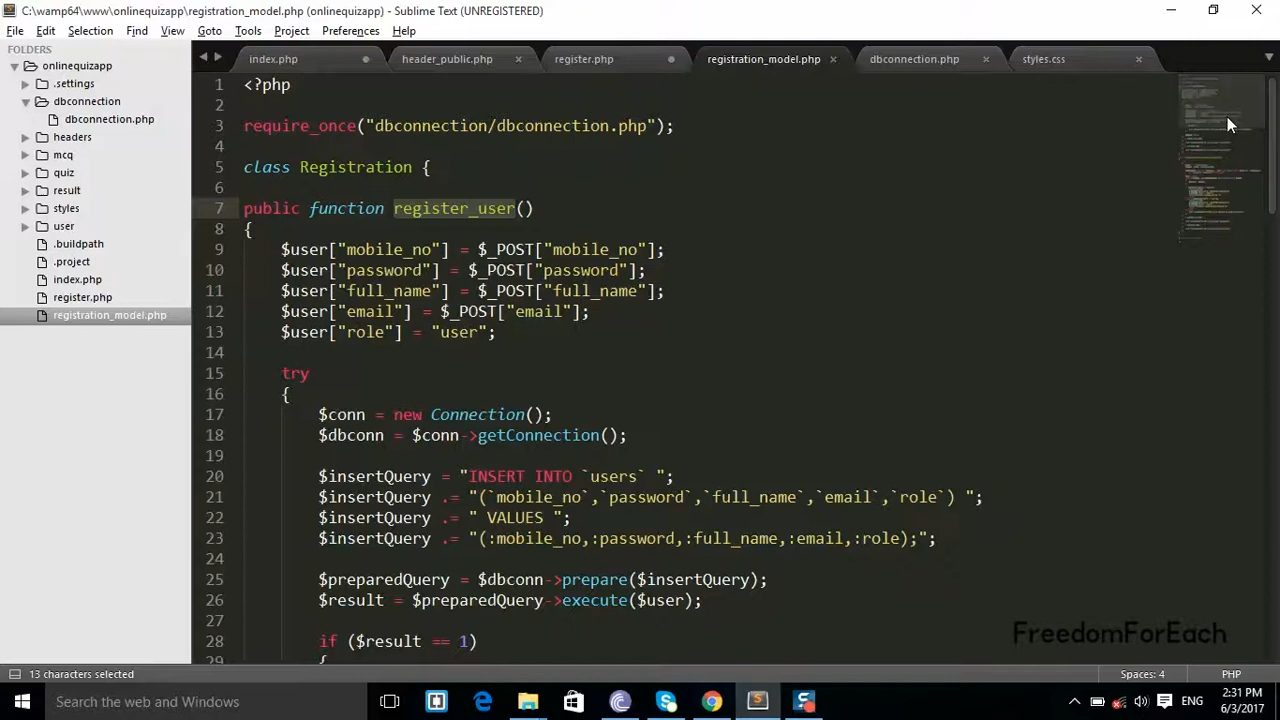 C:\wamp64\www\onlinequizapp\registration_model.php (onlinequizapp) - Sublime Text (UNREGISTERED)
File Edit Selection Find View Goto Tools Project Preferences Help
FOLDERS
onlinequizapp
.settings
dbconnection
dbconnection.php
headers
mcq
quiz
result
styles
user
.buildpath
.project
index.php
register.php
registration_model.php
index.php header_public.php register.php registration_model.php dbconnection.php styles.css
1 <?php
2
3 require_once("dbconnection/dbconnection.php");
4
5 class Registration {
6
7 public function register_user()
8 {
9 $user["mobile_no"] = $_POST["mobile_no"];
10 $user["password"] = $_POST["password"];
11 $user["full_name"] = $_POST["full_name"];
12 $user["email"] = $_POST["email"];
13 $user["role"] = "user";
14
15 try
16 {
17 $conn = new Connection();
18 $dbconn = $conn->getConnection();
19
20 $insertQuery = "INSERT INTO `users` ";
21 $insertQuery .= "(`mobile_no`,`password`,`full_name`,`email`,`role`) ";
22 $insertQuery .= " VALUES ";
23 $insertQuery .= "(:mobile_no,:password,:full_name,:email,:role);";
24
25 $preparedQuery = $dbconn->prepare($insertQuery);
26 $result = $preparedQuery->execute($user);
27
28 if ($result == 1)
29 {
FreedomForEach
13 characters selected Spaces: 4 PHP
Search the web and Windows
ENG
2:31 PM
6/3/2017